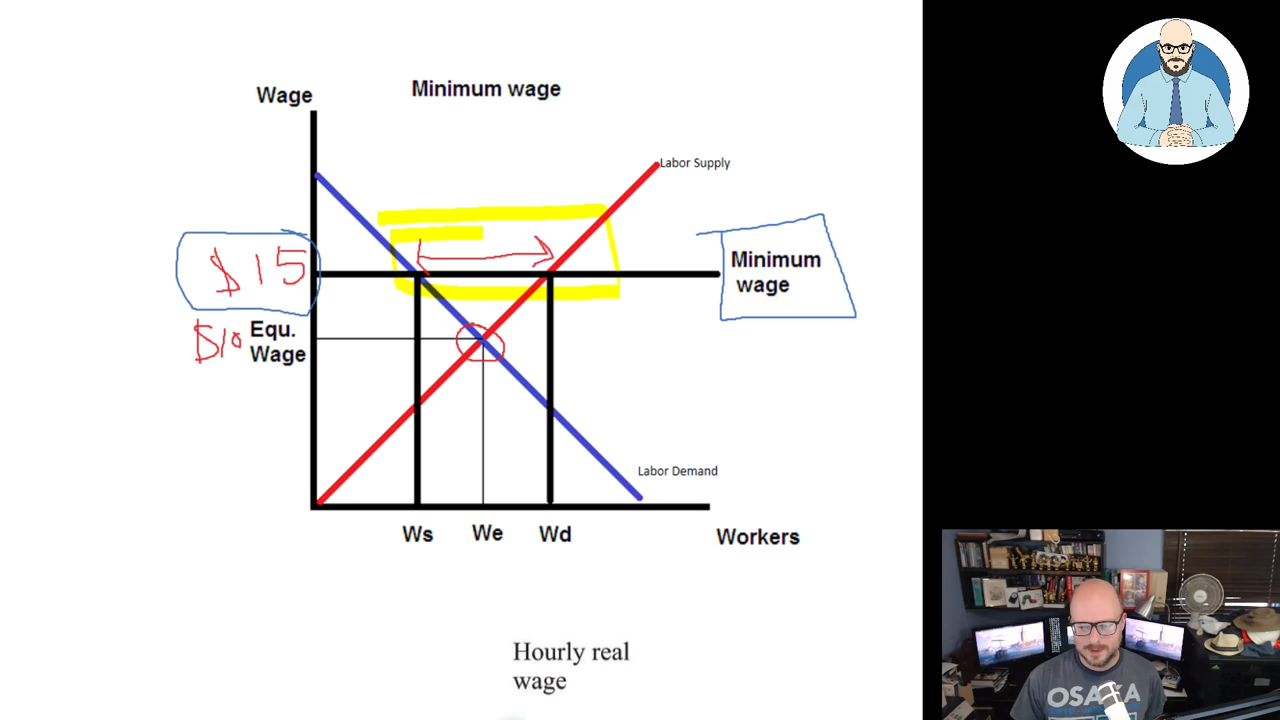 Minimum wage
Wage
Labor Supply
$15
Minimum
wage
$10
Equ.
Wage
Labor Demand
Ws
We
Wd
Workers
Hourly real
wage
OSAKA